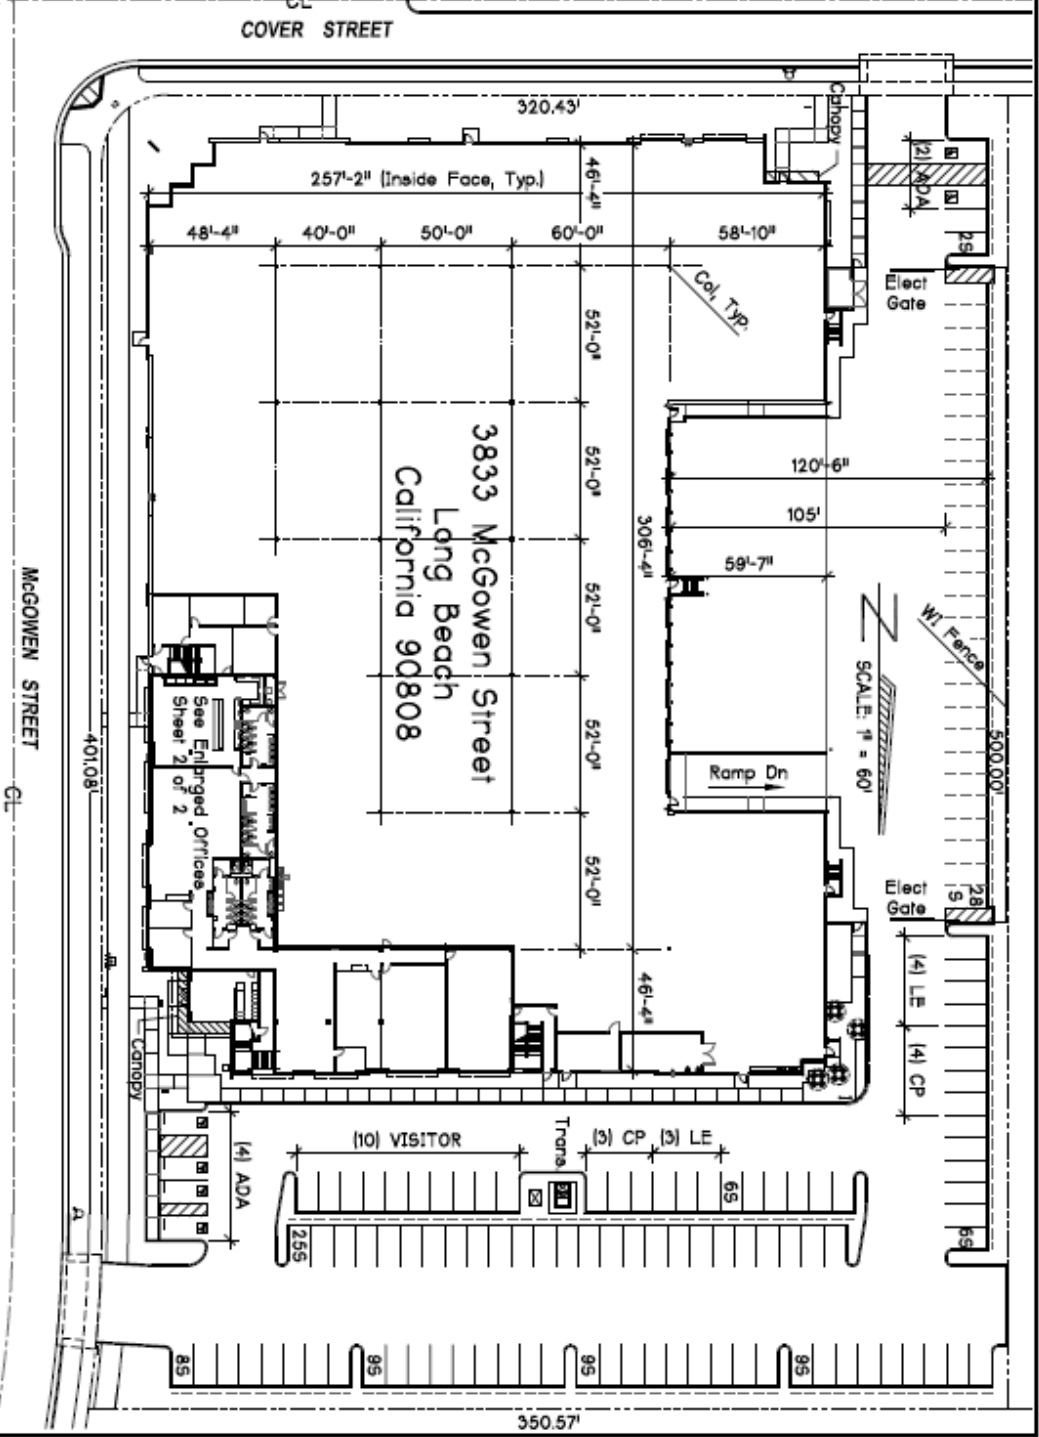 CL
COVER STREET
320.43'
Canopy
257'-2" (Inside Face, Typ.)
46'-4"
(2) ADA
48'-4"
40'-0"
50'-0"
60'-0"
58'-10"
2S
Col, Typ.
Elect
Gate
52'-0"
52'-0"
52'-0"
52'-0"
52'-0"
306'-4"
120'-6"
105'
59'-7"
3833 McGowen Street
Long Beach
California 90808
N
SCALE: 1" = 60'
WI Fence
500.00'
McGOWEN STREET
CL
401.08'
See Enlarged Offices
Sheet 2 of 2
Ramp Dn
Elect
Gate
28
S
(4) LE
(4) CP
46'-4"
Canopy
(4) ADA
(10) VISITOR
Trans.
(3) CP
(3) LE
6S
6S
25S
8S
9S
9S
9S
350.57'